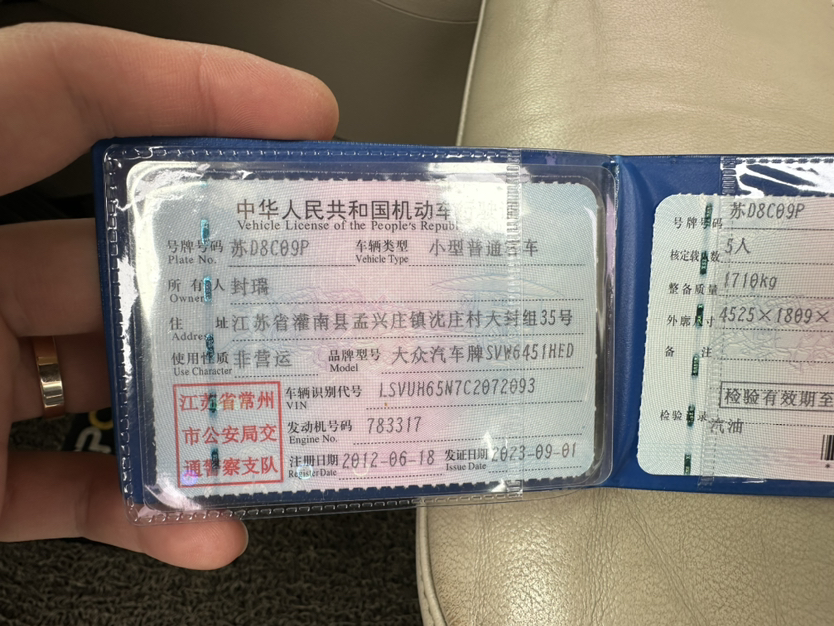 中华人民共和国机动车
Vehicle License of the People's Republ
号牌号码 苏D8C09P 车辆类型 小型普通 车
Plate No. Vehicle Type
所有人 封瑞
Owner
住 址 江苏省灌南县孟兴庄镇沈庄村大封组35号
Address
使用性质 非营运 品牌型号 大众汽车牌SVW6451HED
Use Character Model
江苏省常州
市公安局交
通警察支队
车辆识别代号 LSVUH65N7C2072093
VIN
发动机号码 783317
Engine No.
注册日期 2012-06-18 发证日期 2023-09-01
Register Date Issue Date
号牌号码 苏D8C09P
核定载人数 5人
整备质量 1710kg
外廓尺寸 4525×1809×
备 注
检验有效期至
检验记录
汽油